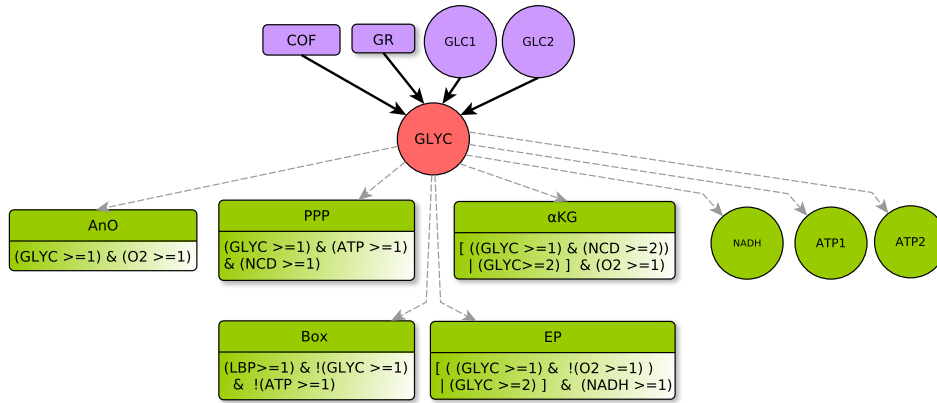 COF
GR
GLC1
GLC2
GLYC
AnO
(GLYC >=1) & (O2 >=1)
PPP
(GLYC >=1) & (ATP >=1)
& (NCD >=1)
αKG
[ ((GLYC >=1) & (NCD >=2))
| (GLYC>=2) ] & (O2 >=1)
NADH
ATP1
ATP2
Box
(LBP>=1) & !(GLYC >=1)
& !(ATP >=1)
EP
[ ( (GLYC >=1) & !(O2 >=1) )
| (GLYC >=2) ] & (NADH >=1)